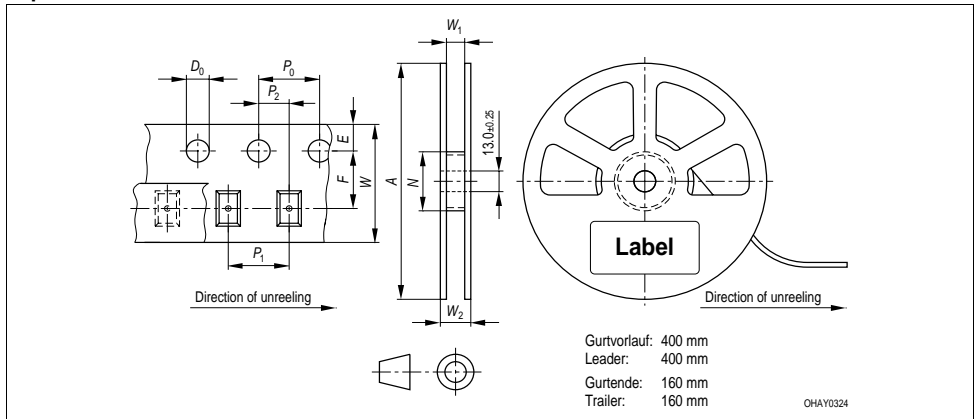 W1
D0
P0
P2
E
F
W
A
N
13.0±0.25
P1
W2
Label
Direction of unreeling
Direction of unreeling
Gurtvorlauf: 400 mm
Leader: 400 mm
Gurtende: 160 mm
Trailer: 160 mm
OHAY0324